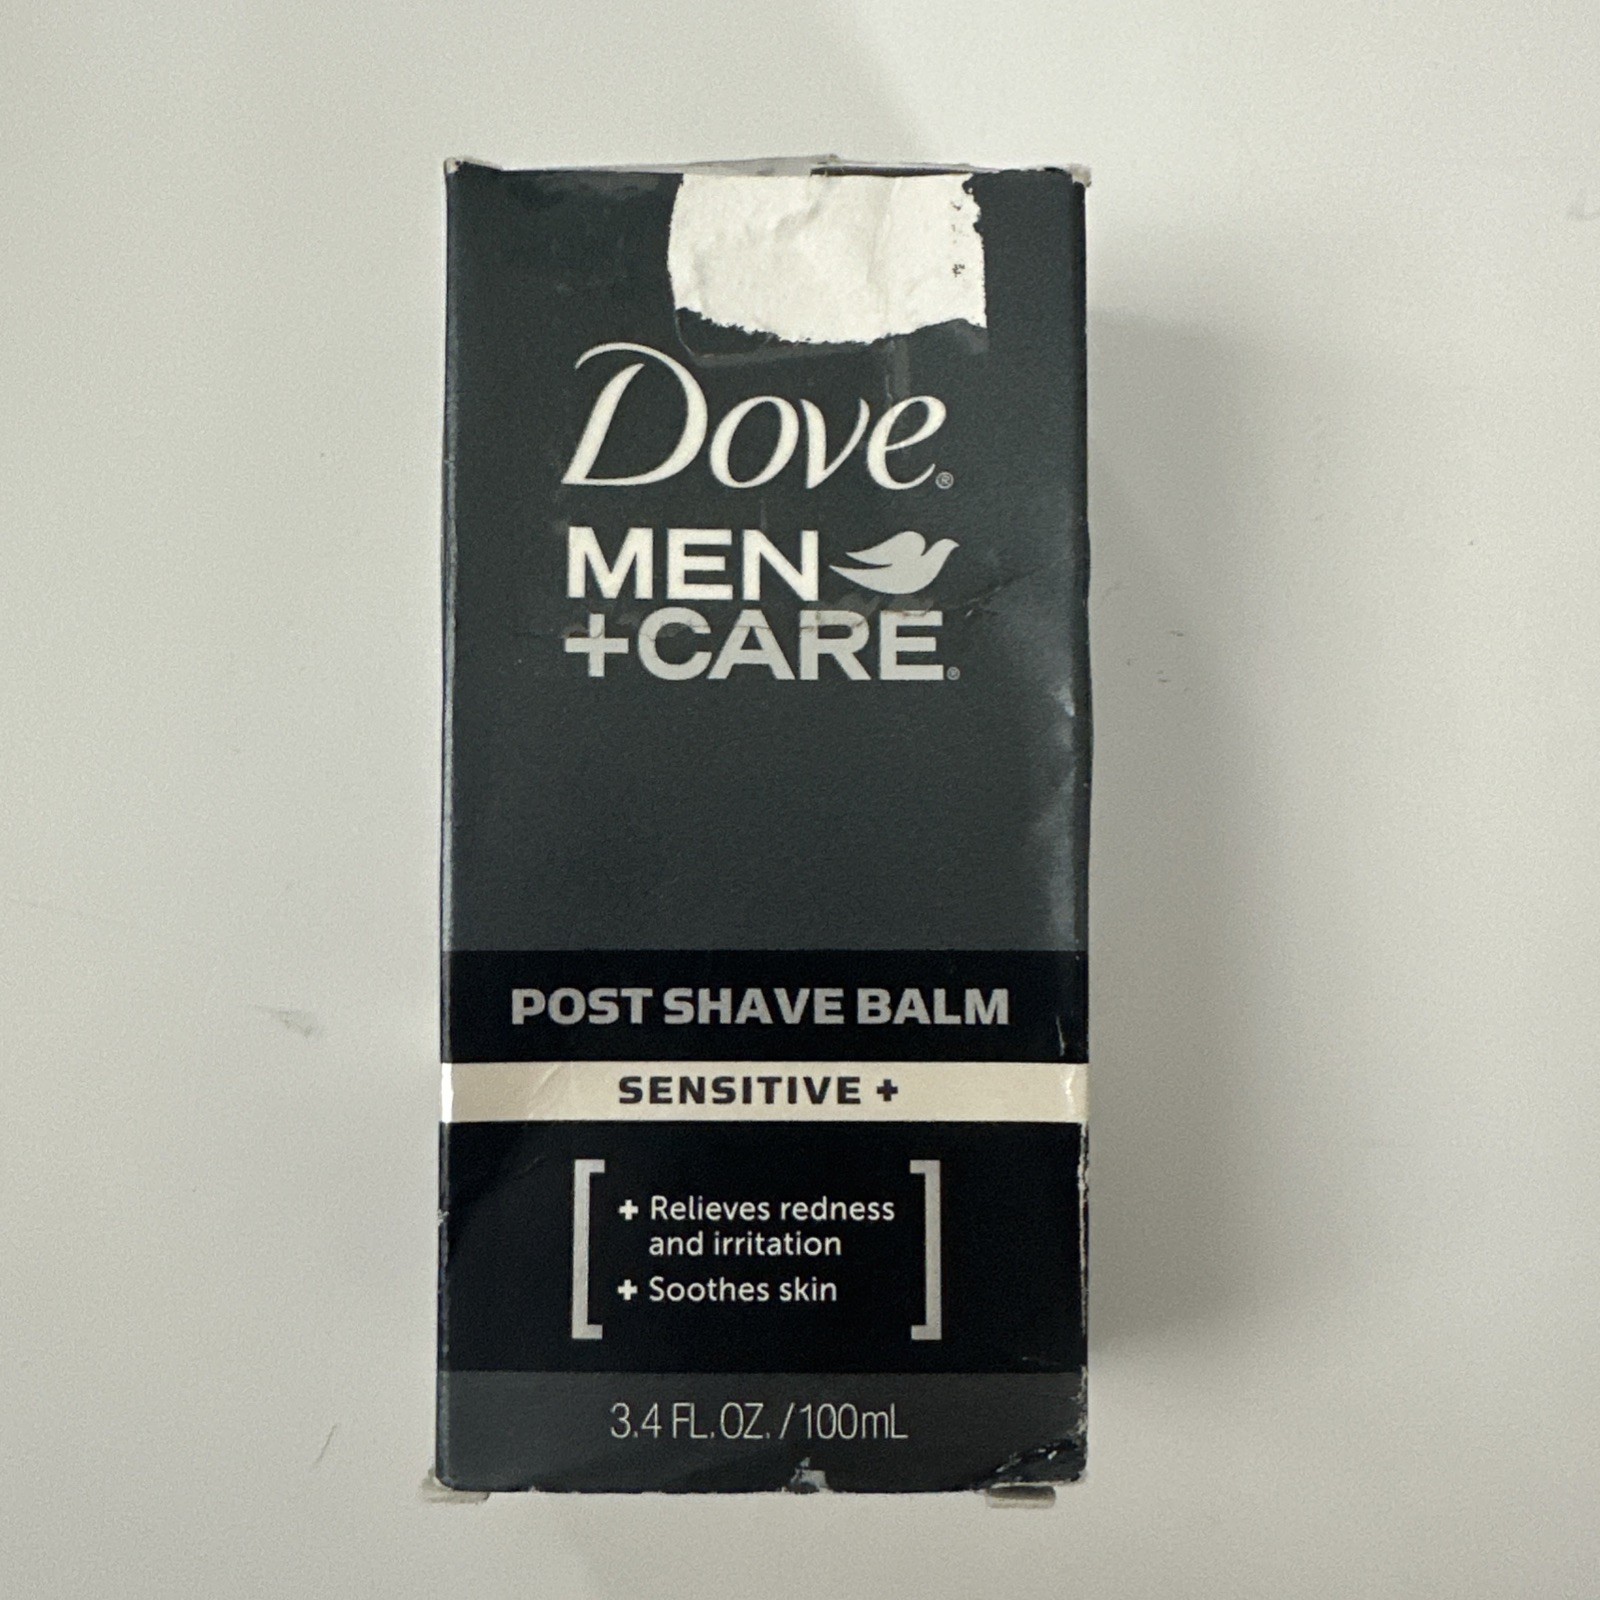 Dove®
MEN
+CARE®
POST SHAVE BALM
SENSITIVE +
+ Relieves redness
and irritation
+ Soothes skin
3.4 FL.OZ./100mL